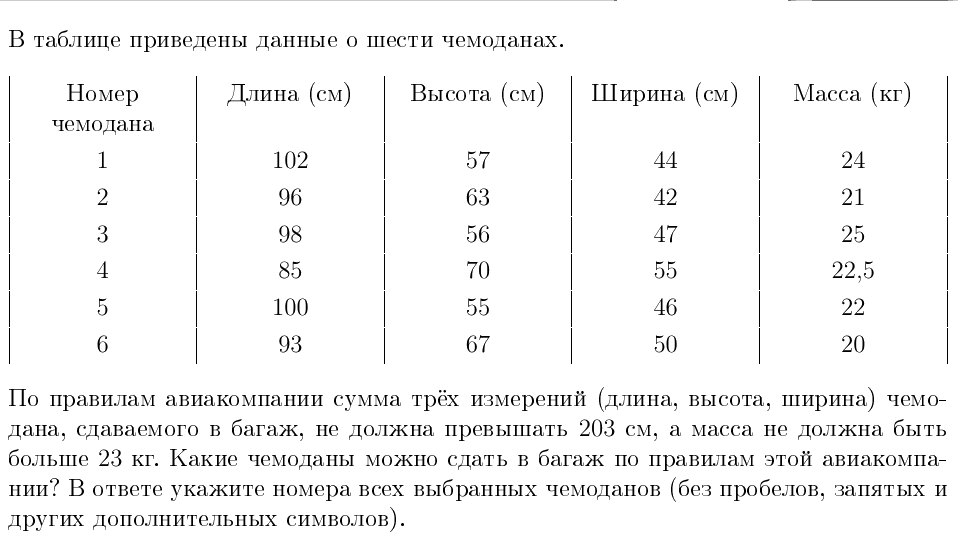 В таблице приведены данные о шести чемоданах.
Номер чемодана Длина (см) Высота (см) Ширина (см) Масса (кг)
1 102 57 44 24
2 96 63 42 21
3 98 56 47 25
4 85 70 55 22,5
5 100 55 46 22
6 93 67 50 20
По правилам авиакомпании сумма трёх измерений (длина, высота, ширина) чемо-
дана, сдаваемого в багаж, не должна превышать 203 см, а масса не должна быть
больше 23 кг. Какие чемоданы можно сдать в багаж по правилам этой авиакомпа-
нии? В ответе укажите номера всех выбранных чемоданов (без пробелов, запятых и
других дополнительных символов).